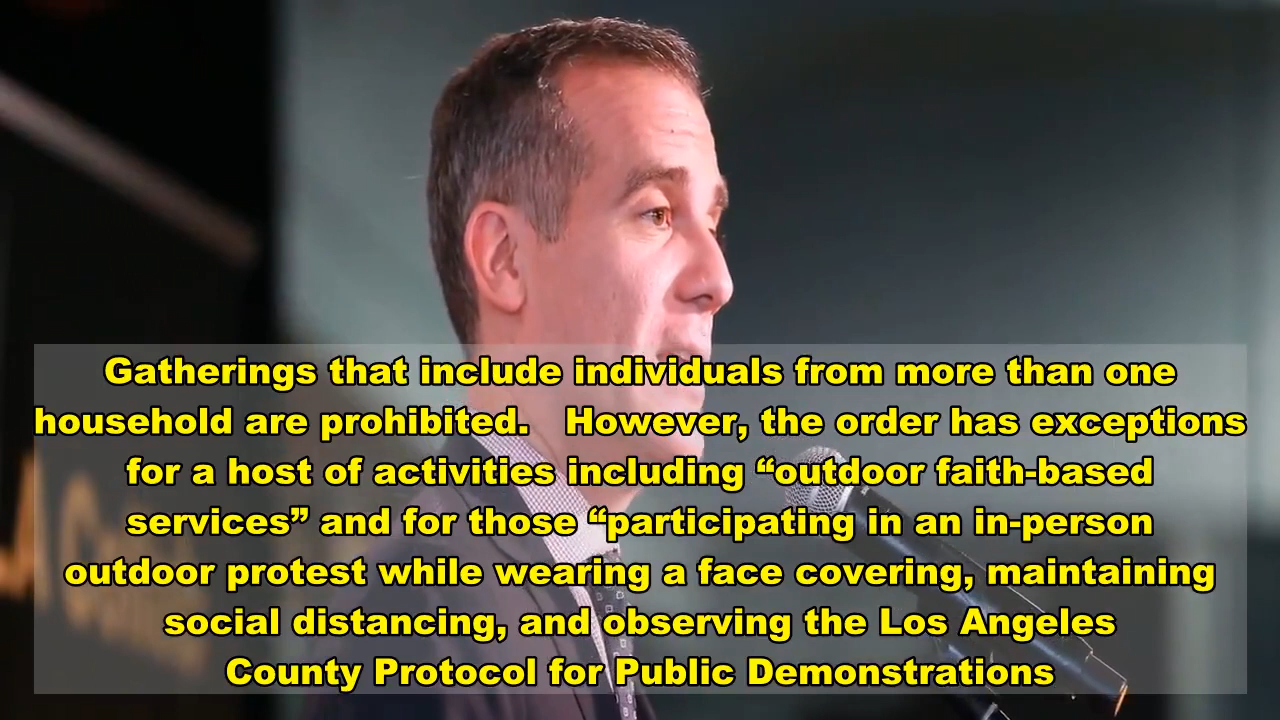 Gatherings that include individuals from more than one
household are prohibited.   However, the order has exceptions
for a host of activities including “outdoor faith-based
services” and for those “participating in an in-person
outdoor protest while wearing a face covering, maintaining
social distancing, and observing the Los Angeles
County Protocol for Public Demonstrations